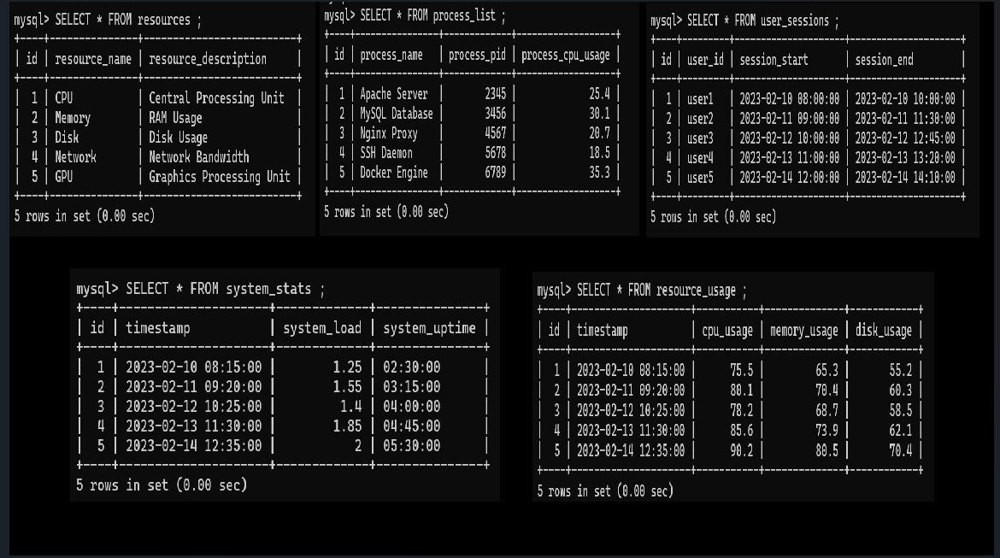 mysql> SELECT * FROM resources ;
+----+---------------+-------------------------+
| id | resource_name | resource_description    |
+----+---------------+-------------------------+
|  1 | CPU           | Central Processing Unit |
|  2 | Memory        | RAM Usage               |
|  3 | Disk          | Disk Usage              |
|  4 | Network       | Network Bandwidth       |
|  5 | GPU           | Graphics Processing Unit |
+----+---------------+-------------------------+
5 rows in set (0.00 sec)
mysql> SELECT * FROM process_list ;
+----+----------------+-------------+-------------------+
| id | process_name   | process_pid | process_cpu_usage |
+----+----------------+-------------+-------------------+
|  1 | Apache Server  |        2345 |              25.4 |
|  2 | MySQL Database |        3456 |              30.1 |
|  3 | Nginx Proxy    |        4567 |              20.7 |
|  4 | SSH Daemon     |        5678 |              18.5 |
|  5 | Docker Engine  |        6789 |              35.3 |
+----+----------------+-------------+-------------------+
5 rows in set (0.00 sec)
mysql> SELECT * FROM user_sessions ;
+----+---------+---------------------+---------------------+
| id | user_id | session_start       | session_end         |
+----+---------+---------------------+---------------------+
|  1 | user1   | 2023-02-10 08:00:00 | 2023-02-10 10:00:00 |
|  2 | user2   | 2023-02-11 09:00:00 | 2023-02-11 11:30:00 |
|  3 | user3   | 2023-02-12 10:00:00 | 2023-02-12 12:45:00 |
|  4 | user4   | 2023-02-13 11:00:00 | 2023-02-13 13:20:00 |
|  5 | user5   | 2023-02-14 12:00:00 | 2023-02-14 14:10:00 |
+----+---------+---------------------+---------------------+
5 rows in set (0.00 sec)
mysql> SELECT * FROM system_stats ;
+----+---------------------+-------------+---------------+
| id | timestamp           | system_load | system_uptime |
+----+---------------------+-------------+---------------+
|  1 | 2023-02-10 08:15:00 |        1.25 | 02:30:00      |
|  2 | 2023-02-11 09:20:00 |        1.55 | 03:15:00      |
|  3 | 2023-02-12 10:25:00 |         1.4 | 04:00:00      |
|  4 | 2023-02-13 11:30:00 |        1.85 | 04:45:00      |
|  5 | 2023-02-14 12:35:00 |           2 | 05:30:00      |
+----+---------------------+-------------+---------------+
5 rows in set (0.00 sec)
mysql> SELECT * FROM resource_usage ;
+----+---------------------+-----------+--------------+------------+
| id | timestamp           | cpu_usage | memory_usage | disk_usage |
+----+---------------------+-----------+--------------+------------+
|  1 | 2023-02-10 08:15:00 |      75.5 |         65.3 |       55.2 |
|  2 | 2023-02-11 09:20:00 |      80.1 |         70.4 |       60.3 |
|  3 | 2023-02-12 10:25:00 |      78.2 |         68.7 |       58.5 |
|  4 | 2023-02-13 11:30:00 |      85.6 |         73.9 |       62.1 |
|  5 | 2023-02-14 12:35:00 |      90.2 |         80.5 |       70.4 |
+----+---------------------+-----------+--------------+------------+
5 rows in set (0.00 sec)